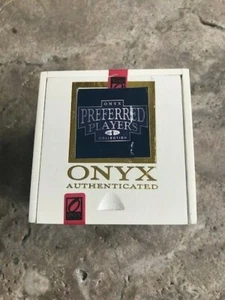 ONYX
PREFERRED
PLAYERS
COLLECTION
ONYX
AUTHENTICATED